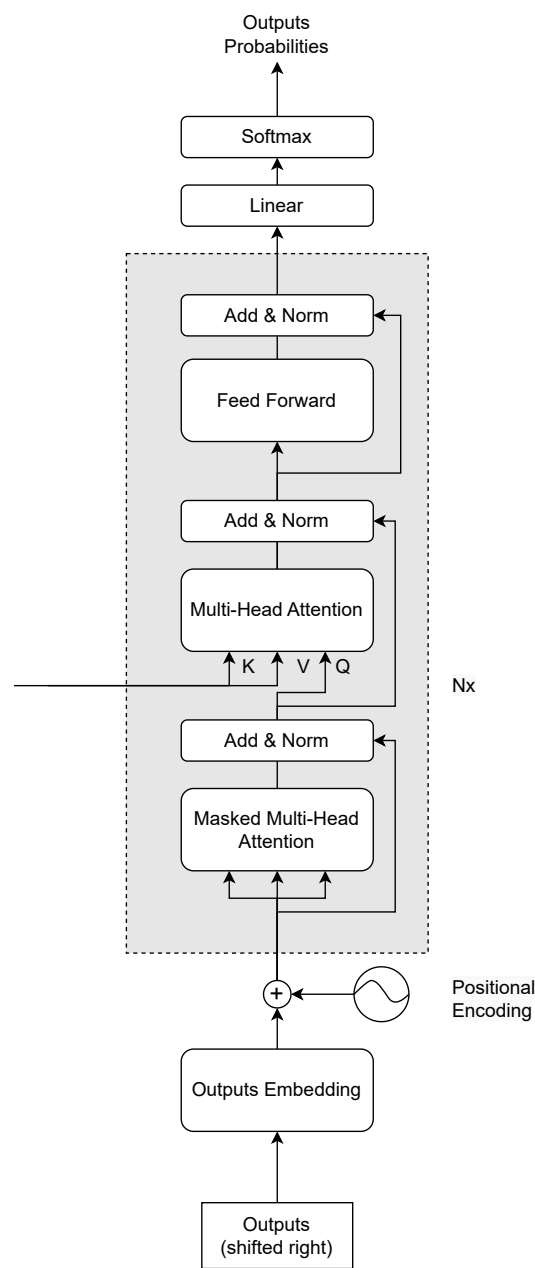 Outputs
Probabilities
Softmax
Linear
Add & Norm
Feed Forward
Add & Norm
Multi-Head Attention
K V Q
Nx
Add & Norm
Masked Multi-Head
Attention
+
Positional
Encoding
Outputs Embedding
Outputs
(shifted right)